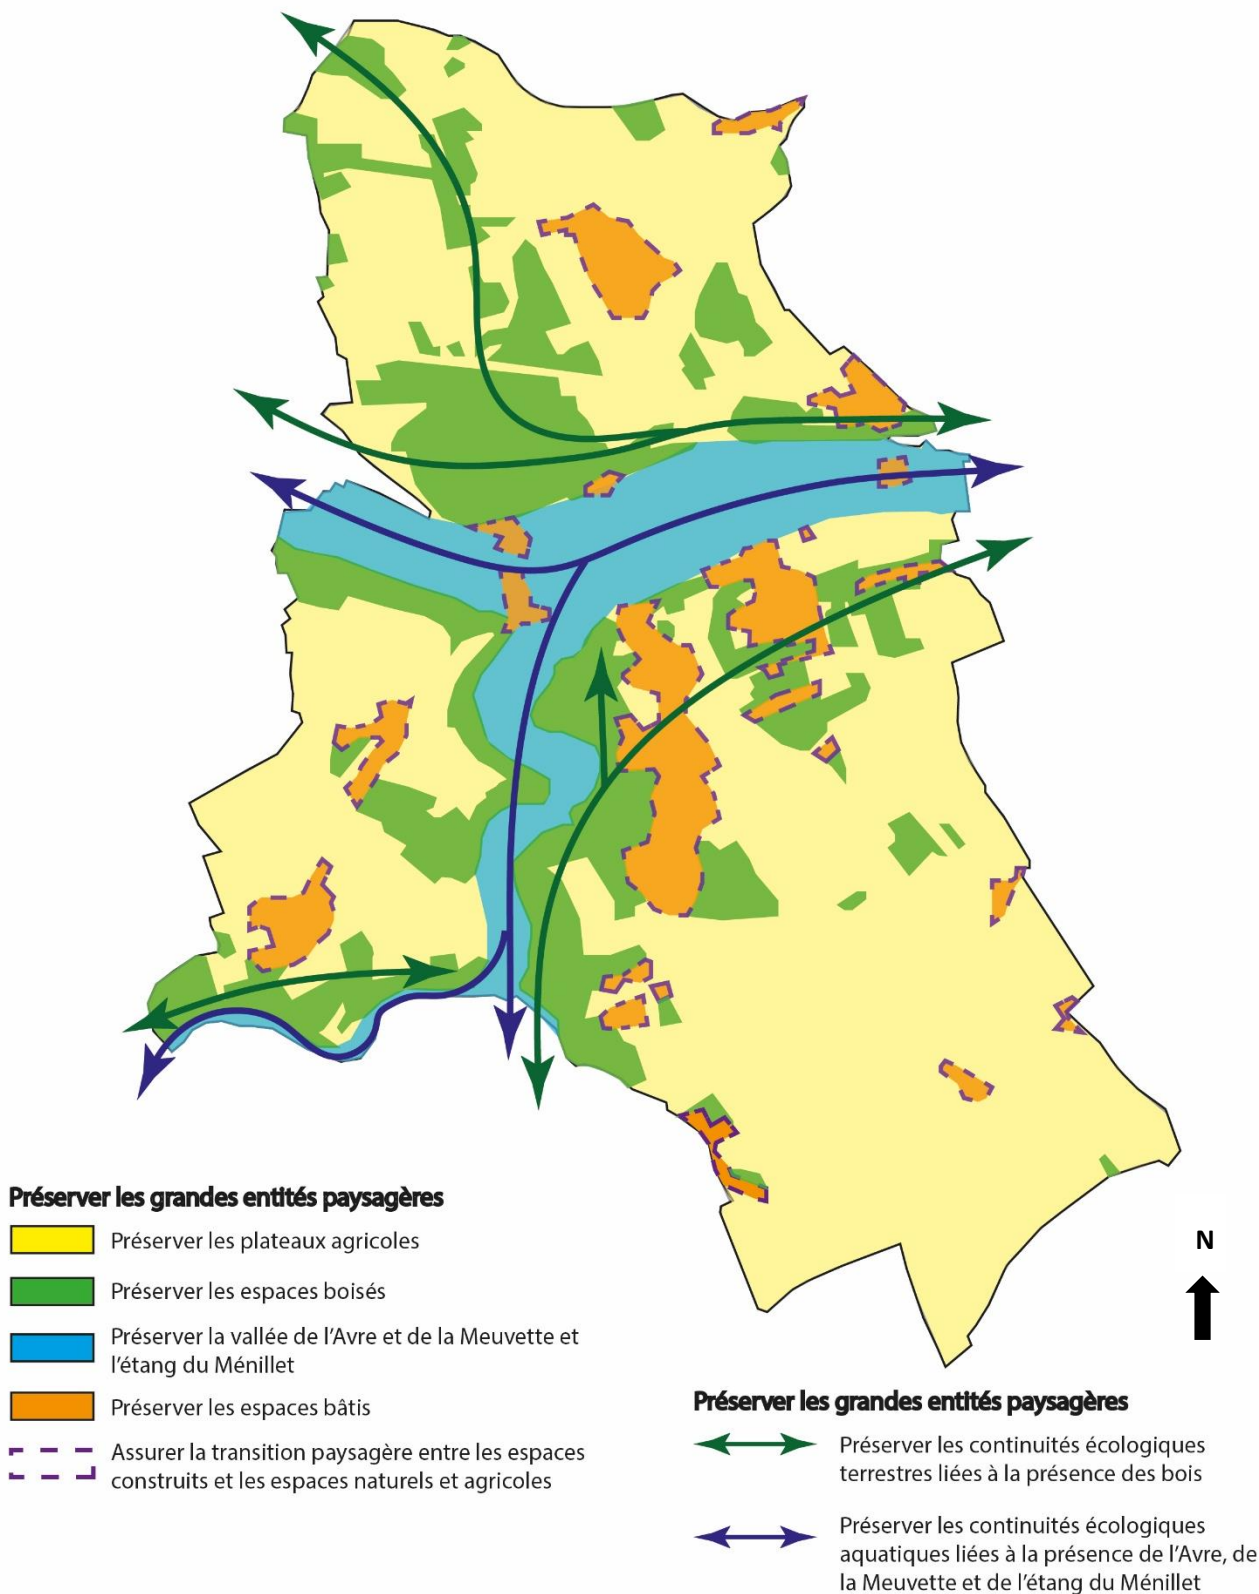 Préserver les grandes entités paysagères
Préserver les plateaux agricoles
Préserver les espaces boisés
Préserver la vallée de l'Avre et de la Meuvette et
l'étang du Ménillet
Préserver les espaces bâtis
Assurer la transition paysagère entre les espaces
construits et les espaces naturels et agricoles
N
Préserver les grandes entités paysagères
Préserver les continuités écologiques
terrestres liées à la présence des bois
Préserver les continuités écologiques
aquatiques liées à la présence de l'Avre, de
la Meuvette et de l'étang du Ménillet